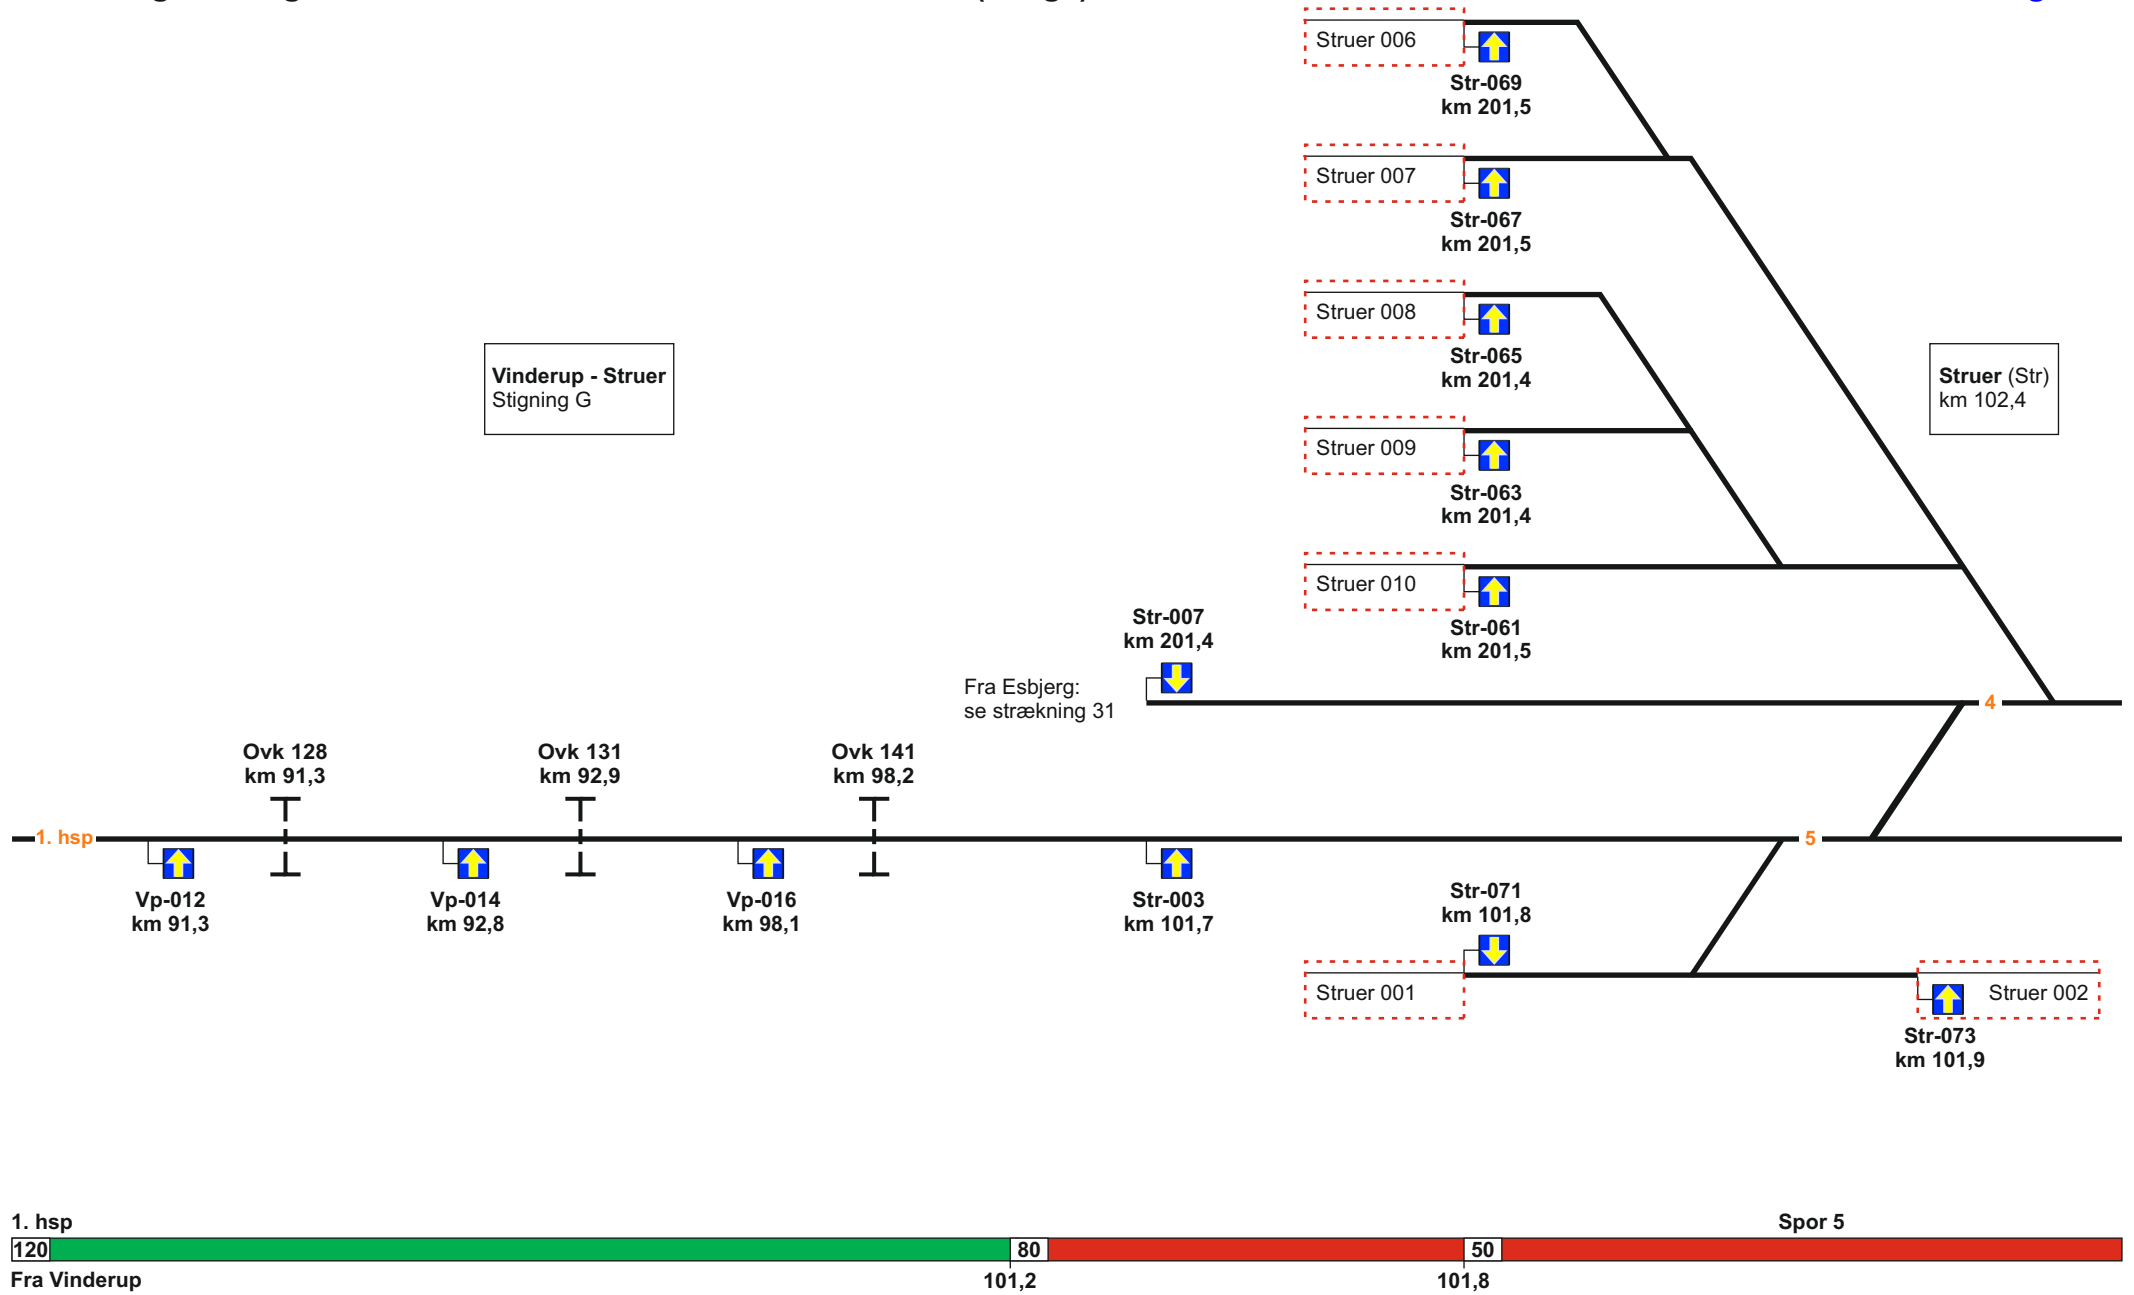 Struer 006
Str-069
km 201,5
Struer 007
Str-067
km 201,5
Struer 008
Str-065
km 201,4
Vinderup - Struer
Stigning G
Struer (Str)
km 102,4
Struer 009
Str-063
km 201,4
Struer 010
Str-061
km 201,5
Str-007
km 201,4
Fra Esbjerg:
se strækning 31
4
Ovk 128
km 91,3
Ovk 131
km 92,9
Ovk 141
km 98,2
1. hsp
5
Vp-012
km 91,3
Vp-014
km 92,8
Vp-016
km 98,1
Str-003
km 101,7
Str-071
km 101,8
Struer 001
Struer 002
Str-073
km 101,9
1. hsp
Spor 5
120
80
50
Fra Vinderup
101,2
101,8